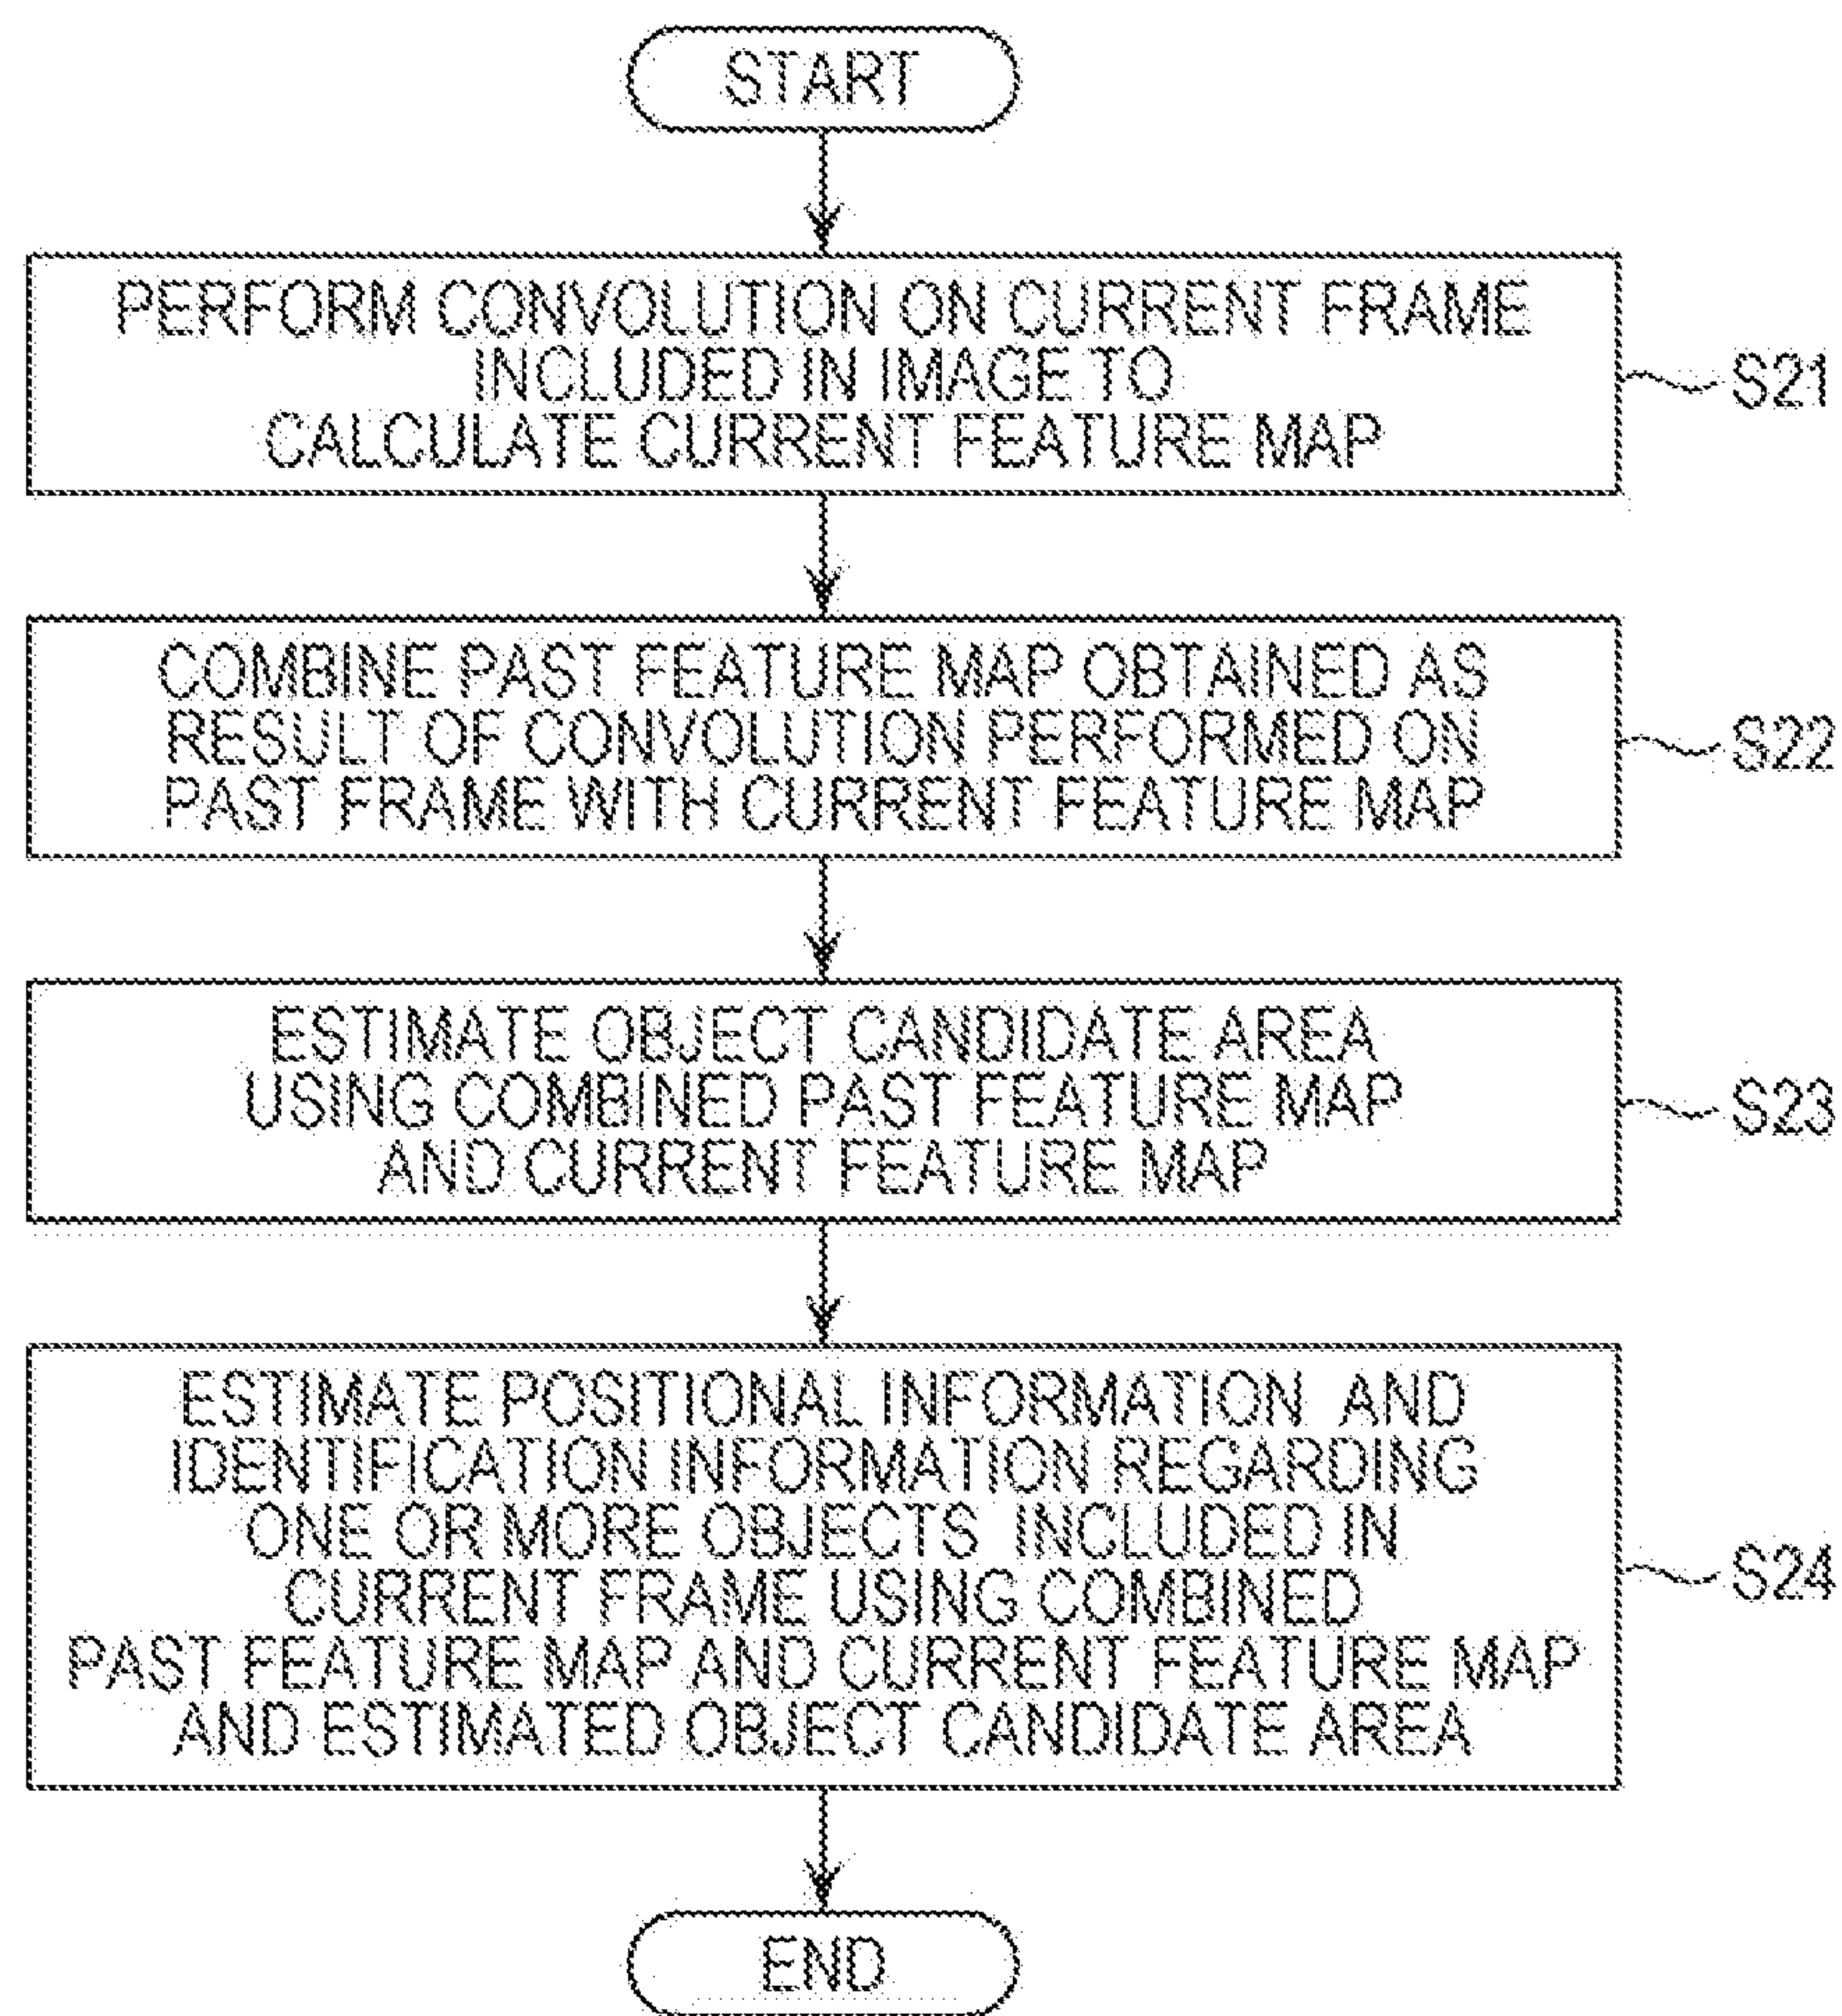 START
PERFORM CONVOLUTION ON CURRENT FRAME
INCLUDED IN IMAGE TO
CALCULATE CURRENT FEATURE MAP
S21
COMBINE PAST FEATURE MAP OBTAINED AS
RESULT OF CONVOLUTION PERFORMED ON
PAST FRAME WITH CURRENT FEATURE MAP
S22
ESTIMATE OBJECT CANDIDATE AREA
USING COMBINED PAST FEATURE MAP
AND CURRENT FEATURE MAP
S23
ESTIMATE POSITIONAL INFORMATION AND
IDENTIFICATION INFORMATION REGARDING
ONE OR MORE OBJECTS INCLUDED IN
CURRENT FRAME USING COMBINED
PAST FEATURE MAP AND CURRENT FEATURE MAP
AND ESTIMATED OBJECT CANDIDATE AREA
S24
END